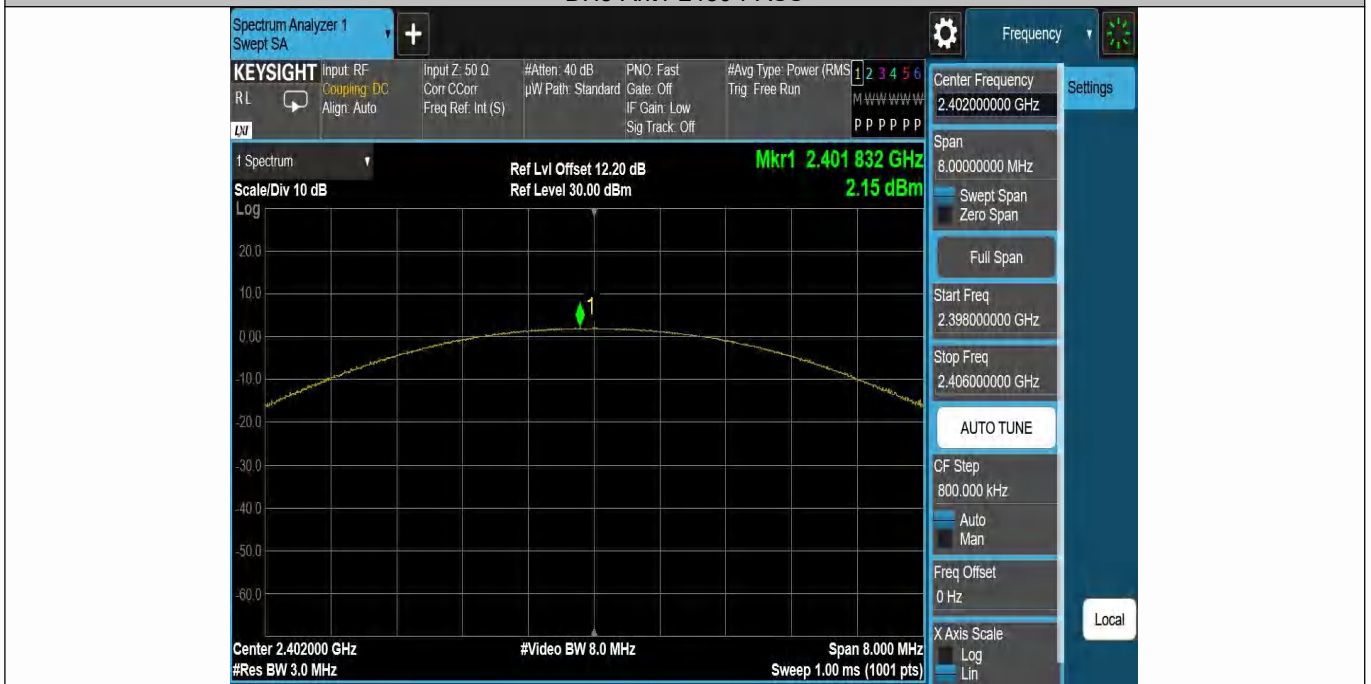 Spectrum Analyzer 1
Swept SA
+
Frequency
KEYSIGHT
RL
LXI
Input: RF
Coupling: DC
Align: Auto
Input Z: 50 Ω
Corr CCorr
Freq Ref: Int (S)
#Atten: 40 dB
µW Path: Standard
PNO: Fast
Gate: Off
IF Gain: Low
Sig Track: Off
#Avg Type: Power (RMS
Trig: Free Run
1 2 3 4 5 6
M W W W W W
P P P P P P
1 Spectrum
Scale/Div 10 dB
Log
Ref Lvl Offset 12.20 dB
Ref Level 30.00 dBm
Mkr1 2.401 832 GHz
2.15 dBm
20.0
10.0
0.00
-10.0
-20.0
-30.0
-40.0
-50.0
-60.0
1
Center 2.402000 GHz
#Res BW 3.0 MHz
#Video BW 8.0 MHz
Span 8.000 MHz
Sweep 1.00 ms (1001 pts)
Center Frequency
2.402000000 GHz
Settings
Span
8.00000000 MHz
Swept Span
Zero Span
Full Span
Start Freq
2.398000000 GHz
Stop Freq
2.406000000 GHz
AUTO TUNE
CF Step
800.000 kHz
Auto
Man
Freq Offset
0 Hz
X Axis Scale
Log
Lin
Local